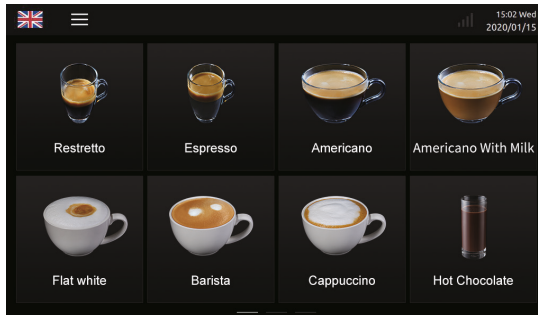 15:02 Wed
2020/01/15
Restretto
Espresso
Americano
Americano With Milk
Flat white
Barista
Cappuccino
Hot Chocolate